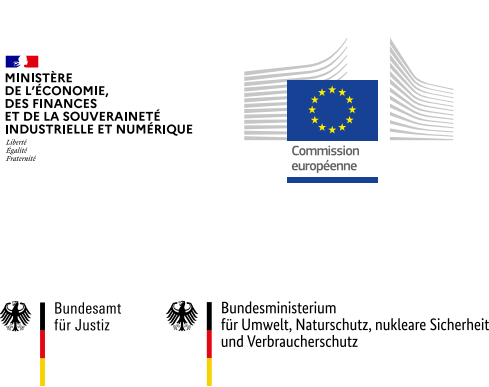 MINISTÈRE
DE L'ÉCONOMIE,
DES FINANCES
ET DE LA SOUVERAINETÉ
INDUSTRIELLE ET NUMÉRIQUE
Liberté
Égalité
Fraternité
Commission
européenne
Bundesamt
für Justiz
Bundesministerium
für Umwelt, Naturschutz, nukleare Sicherheit
und Verbraucherschutz